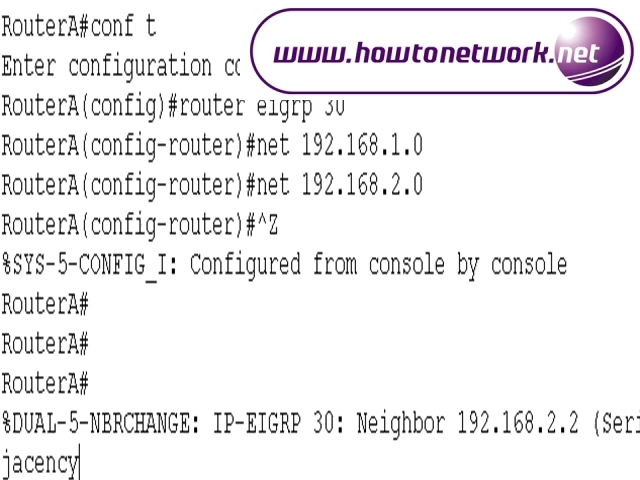 RouterA#conf t
www.howtonetwork.net
Enter configuration
RouterA(config)#router eigrp 30
RouterA(config-router)#net 192.168.1.0
RouterA(config-router)#net 192.168.2.0
RouterA(config-router)#^Z
%SYS-5-CONFIG_I: Configured from console by console
RouterA#
RouterA#
RouterA#
%DUAL-5-NBRCHANGE: IP-EIGRP 30: Neighbor 192.168.2.2 (Seri
jacency